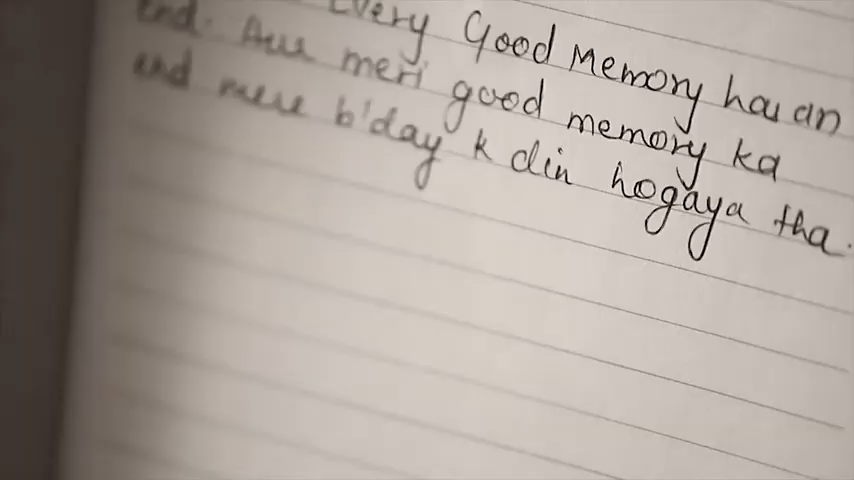 Every Good Memory has an
end. Aur meri good memory ka
end mere b'day k din hogaya tha.